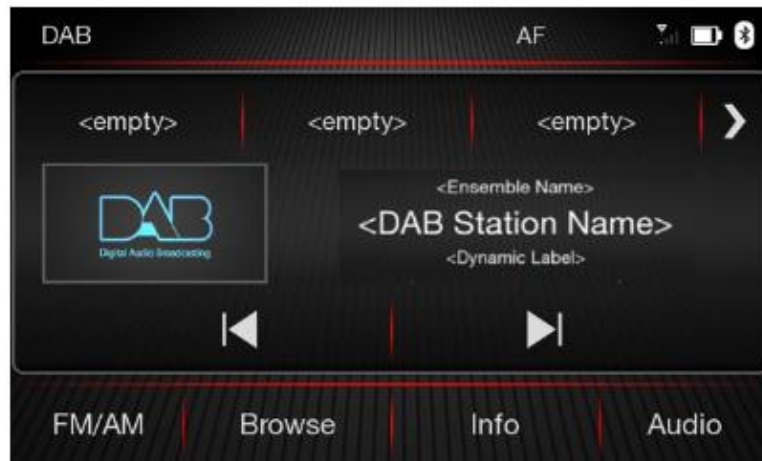 DAB AF
<empty> <empty> <empty>
<Ensemble Name>
DAB <DAB Station Name>
Digital Audio Broadcasting <Dynamic Label>
FM/AM Browse Info Audio